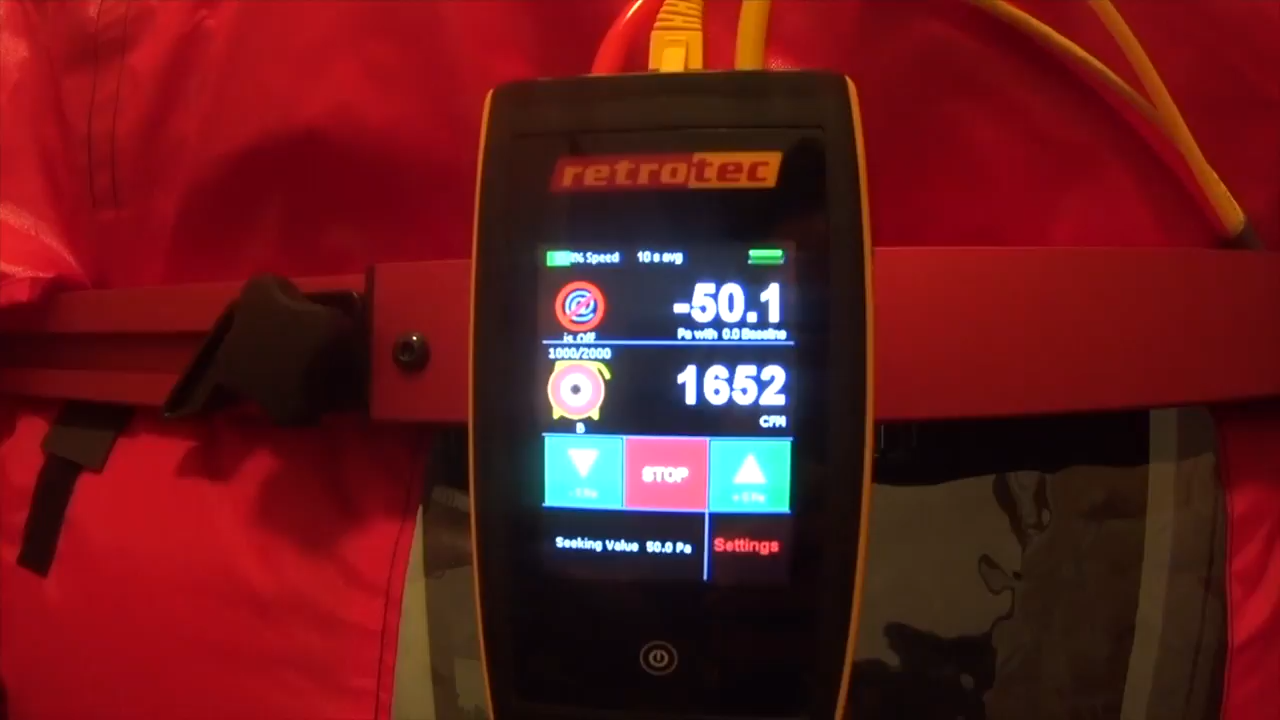 retrotec
% Speed 10 s avg
-50.1
is Off
Pa with 0.0 Baseline
1000/2000
1652
B
CFM
STOP
Seeking Value 50.0 Pa
Settings